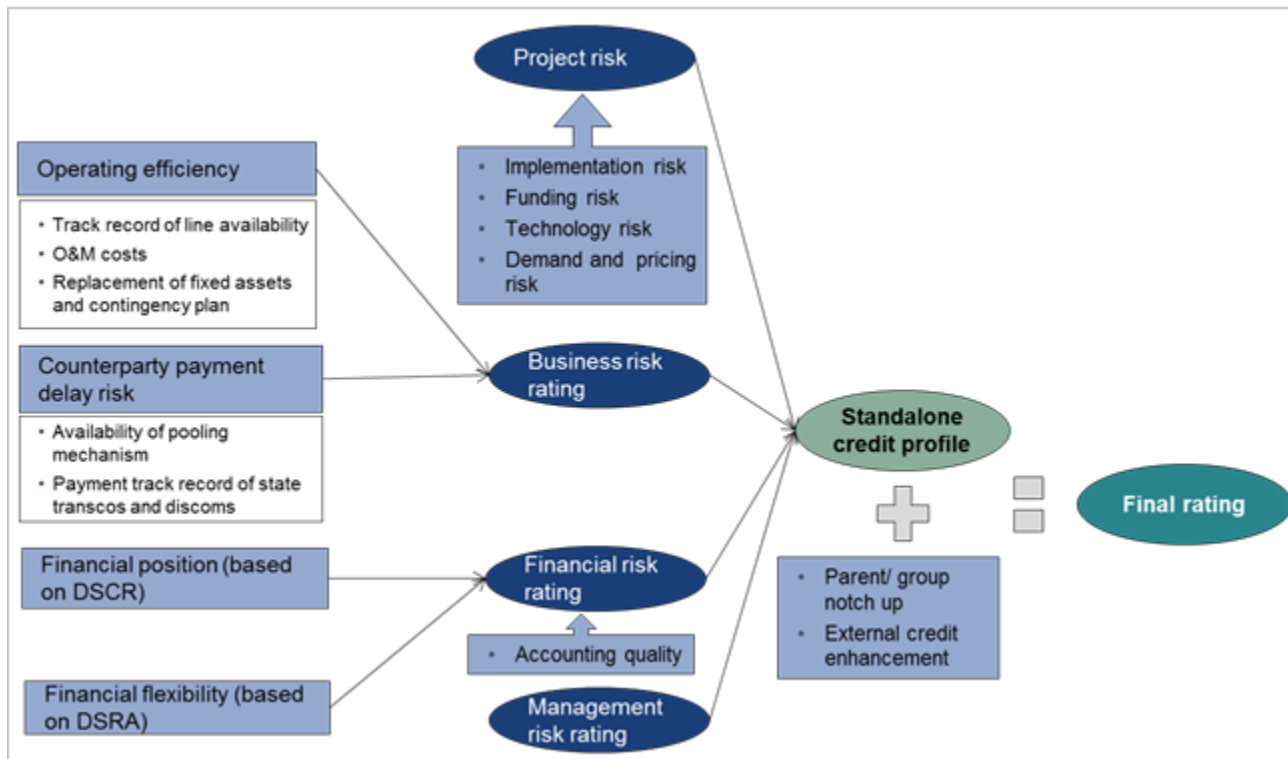 Project risk
• Implementation risk
• Funding risk
• Technology risk
• Demand and pricing
risk
Operating efficiency
• Track record of line availability
• O&M costs
• Replacement of fixed assets
and contingency plan
Counterparty payment
delay risk
• Availability of pooling
mechanism
• Payment track record of state
transcos and discoms
Business risk
rating
Financial position (based
on DSCR)
Financial flexibility (based
on DSRA)
Financial risk
rating
• Accounting quality
Management
risk rating
Standalone
credit profile
• Parent/ group
notch up
• External credit
enhancement
Final rating